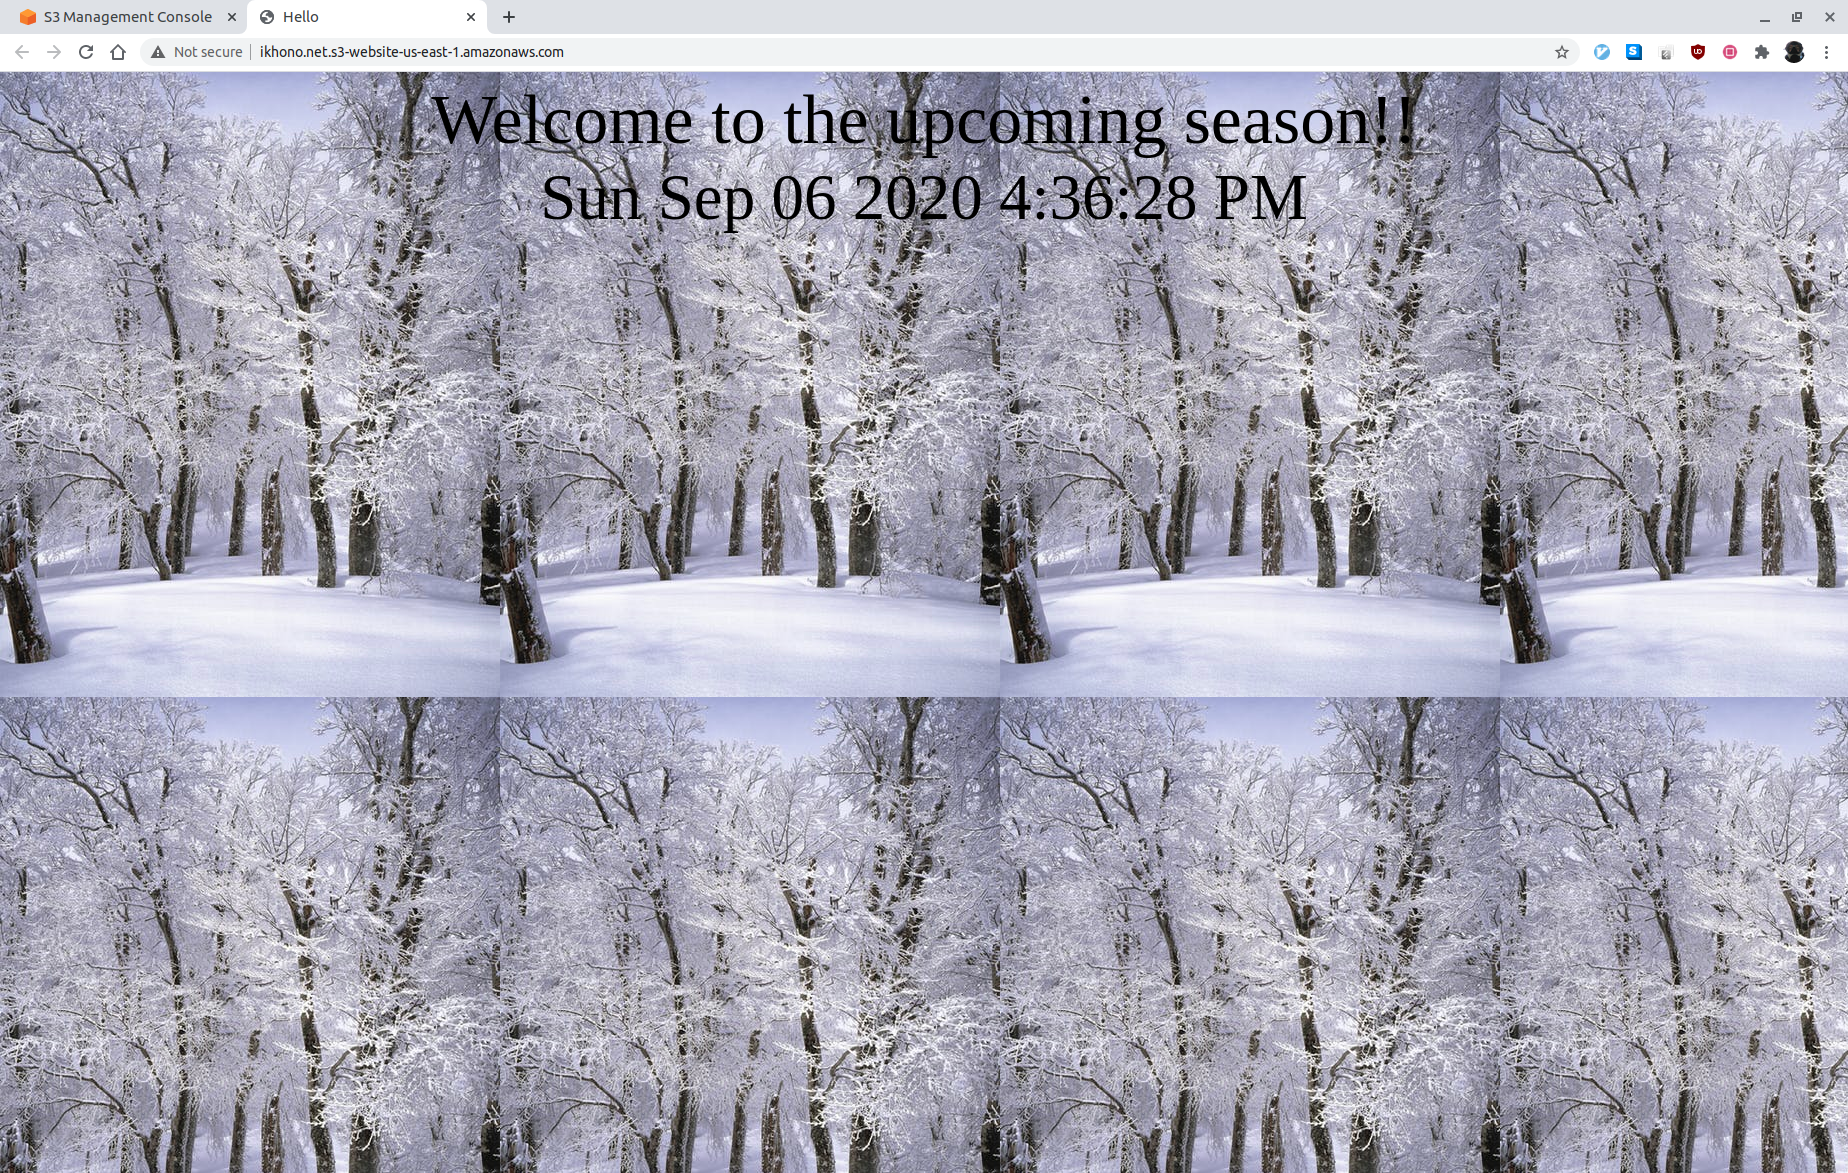 S3 Management Console
Hello
Not secure
ikhono.net.s3-website-us-east-1.amazonaws.com
Welcome to the upcoming season!!
Sun Sep 06 2020 4:36:28 PM